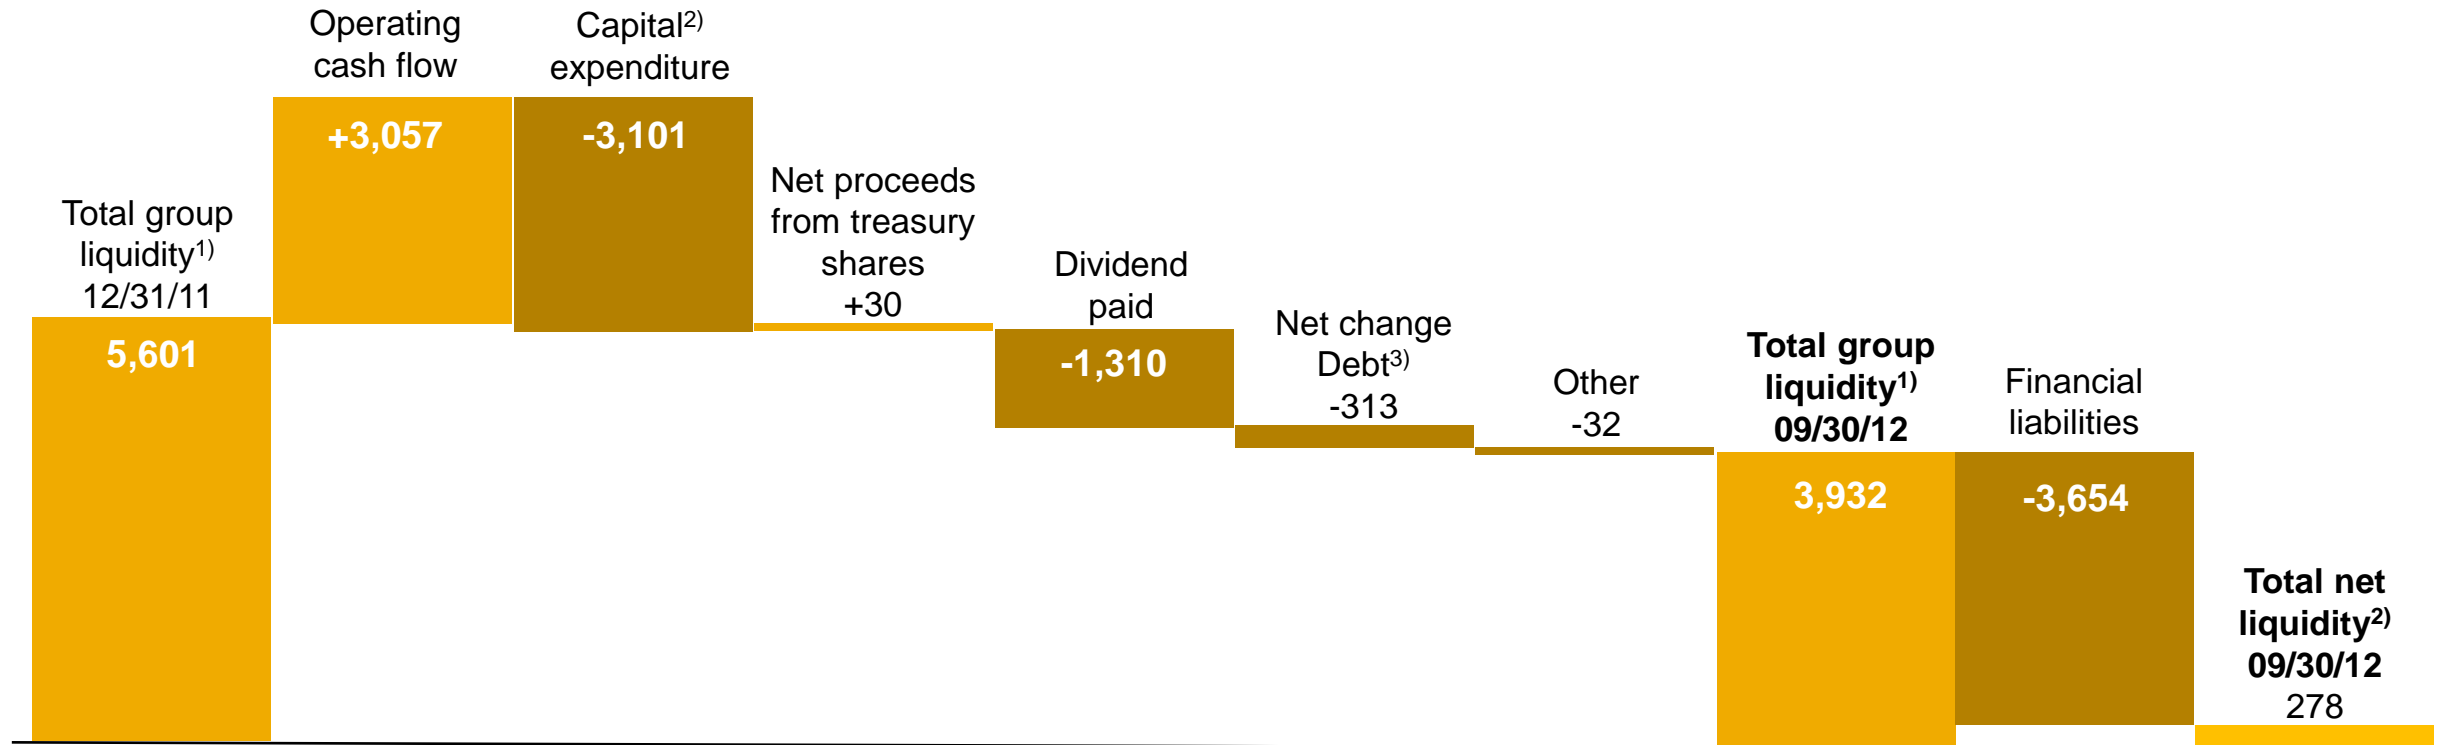 Operating
cash flow
+3,057
Capital2)
expenditure
-3,101
Total group
liquidity1)
12/31/11
5,601
Net proceeds
from treasury
shares
+30
Dividend
paid
-1,310
Net change
Debt3)
-313
Other
-32
Total group
liquidity1)
09/30/12
3,932
Financial
liabilities
-3,654
Total net
liquidity2)
09/30/12
278